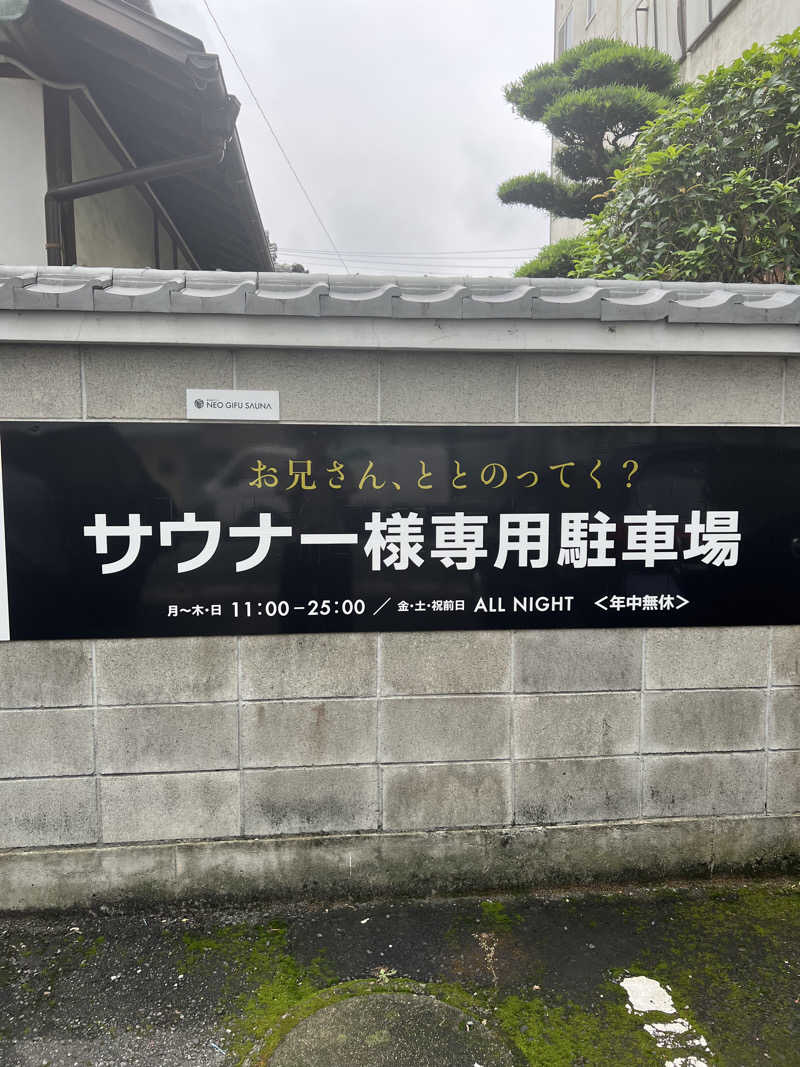 NEO GIFU SAUNA
お兄さん、ととのってく？
サウナー様専用駐車場
月〜木・日 11:00-25:00 ／ 金・土・祝前日 ALL NIGHT ＜年中無休＞